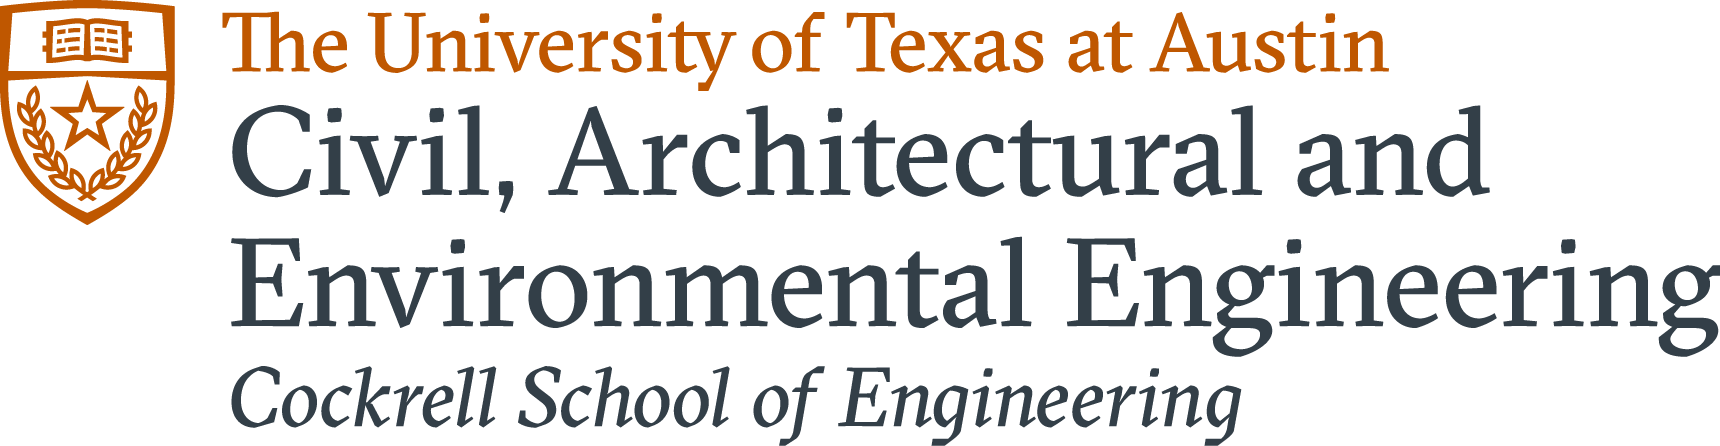 The University of Texas at Austin
Civil, Architectural and
Environmental Engineering
Cockrell School of Engineering